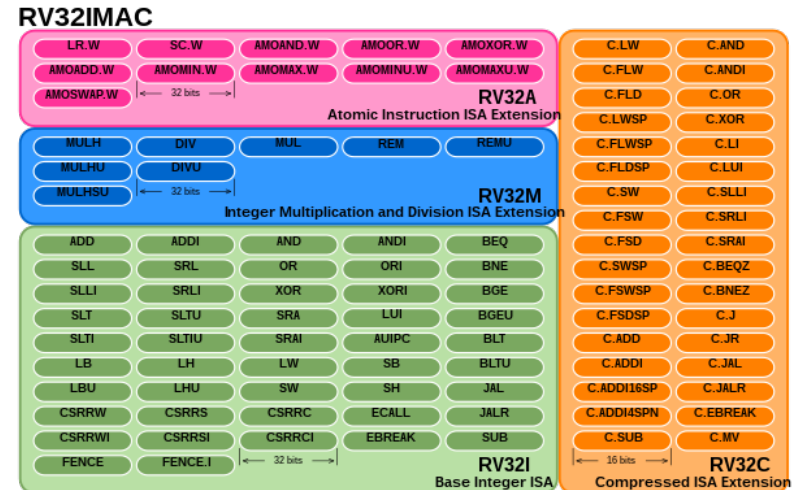 RV32IMAC
LR.W SC.W AMOAND.W AMOOR.W AMOXOR.W
AMOADD.W AMOMIN.W AMOMAX.W AMOMINU.W AMOMAXU.W
AMOSWAP.W 32 bits RV32A
Atomic Instruction ISA Extension
MULH DIV MUL REM REMU
MULHU DIVU
MULHSU 32 bits RV32M
Integer Multiplication and Division ISA Extension
ADD ADDI AND ANDI BEQ
SLL SRL OR ORI BNE
SLLI SRLI XOR XORI BGE
SLT SLTU SRA LUI BGEU
SLTI SLTIU SRAI AUIPC BLT
LB LH LW SB BLTU
LBU LHU SW SH JAL
CSRRW CSRRS CSRRC ECALL JALR
CSRRWI CSRRSI CSRRCI EBREAK SUB
FENCE FENCE.I 32 bits RV32I
Base Integer ISA
C.LW C.AND
C.FLW C.ANDI
C.FLD C.OR
C.LWSP C.XOR
C.FLWSP C.LI
C.FLDSP C.LUI
C.SW C.SLLI
C.FSW C.SRLI
C.FSD C.SRAI
C.SWSP C.BEQZ
C.FSWSP C.BNEZ
C.FSDSP C.J
C.ADD C.JR
C.ADDI C.JAL
C.ADDI16SP C.JALR
C.ADDI4SPN C.EBREAK
C.SUB C.MV
16 bits RV32C
Compressed ISA Extension